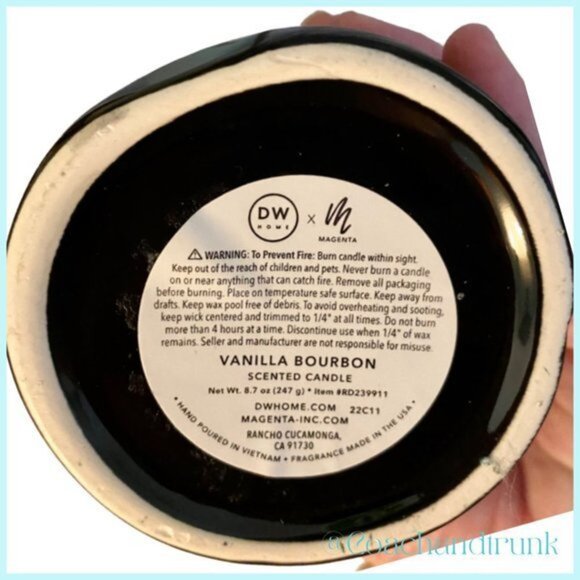 DW
HOME
x
M
MAGENTA
⚠ WARNING: To Prevent Fire: Burn candle within sight.
Keep out of the reach of children and pets. Never burn a candle
on or near anything that can catch fire. Remove all packaging
before burning. Place on temperature safe surface. Keep away from
drafts. Keep wax pool free of debris. To avoid overheating and sooting,
keep wick centered and trimmed to 1/4" at all times. Do not burn
more than 4 hours at a time. Discontinue use when 1/4" of wax
remains. Seller and manufacturer are not responsible for misuse.
VANILLA BOURBON
SCENTED CANDLE
Net Wt. 8.7 oz (247 g) * Item #RD239911
DWHOME.COM 22C11
MAGENTA-INC.COM
RANCHO CUCAMONGA,
CA 91730
• HAND POURED IN VIETNAM • FRAGRANCE MADE IN THE USA •
@Coachandtrunk